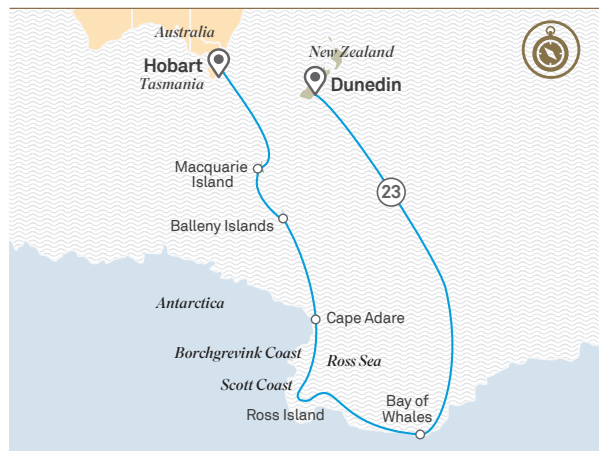 Australia
New Zealand
Hobart
Tasmania
Dunedin
Macquarie
Island
23
Balleny Islands
Antarctica
Cape Adare
Borchgrevink Coast
Ross Sea
Scott Coast
Ross Island
Bay of
Whales